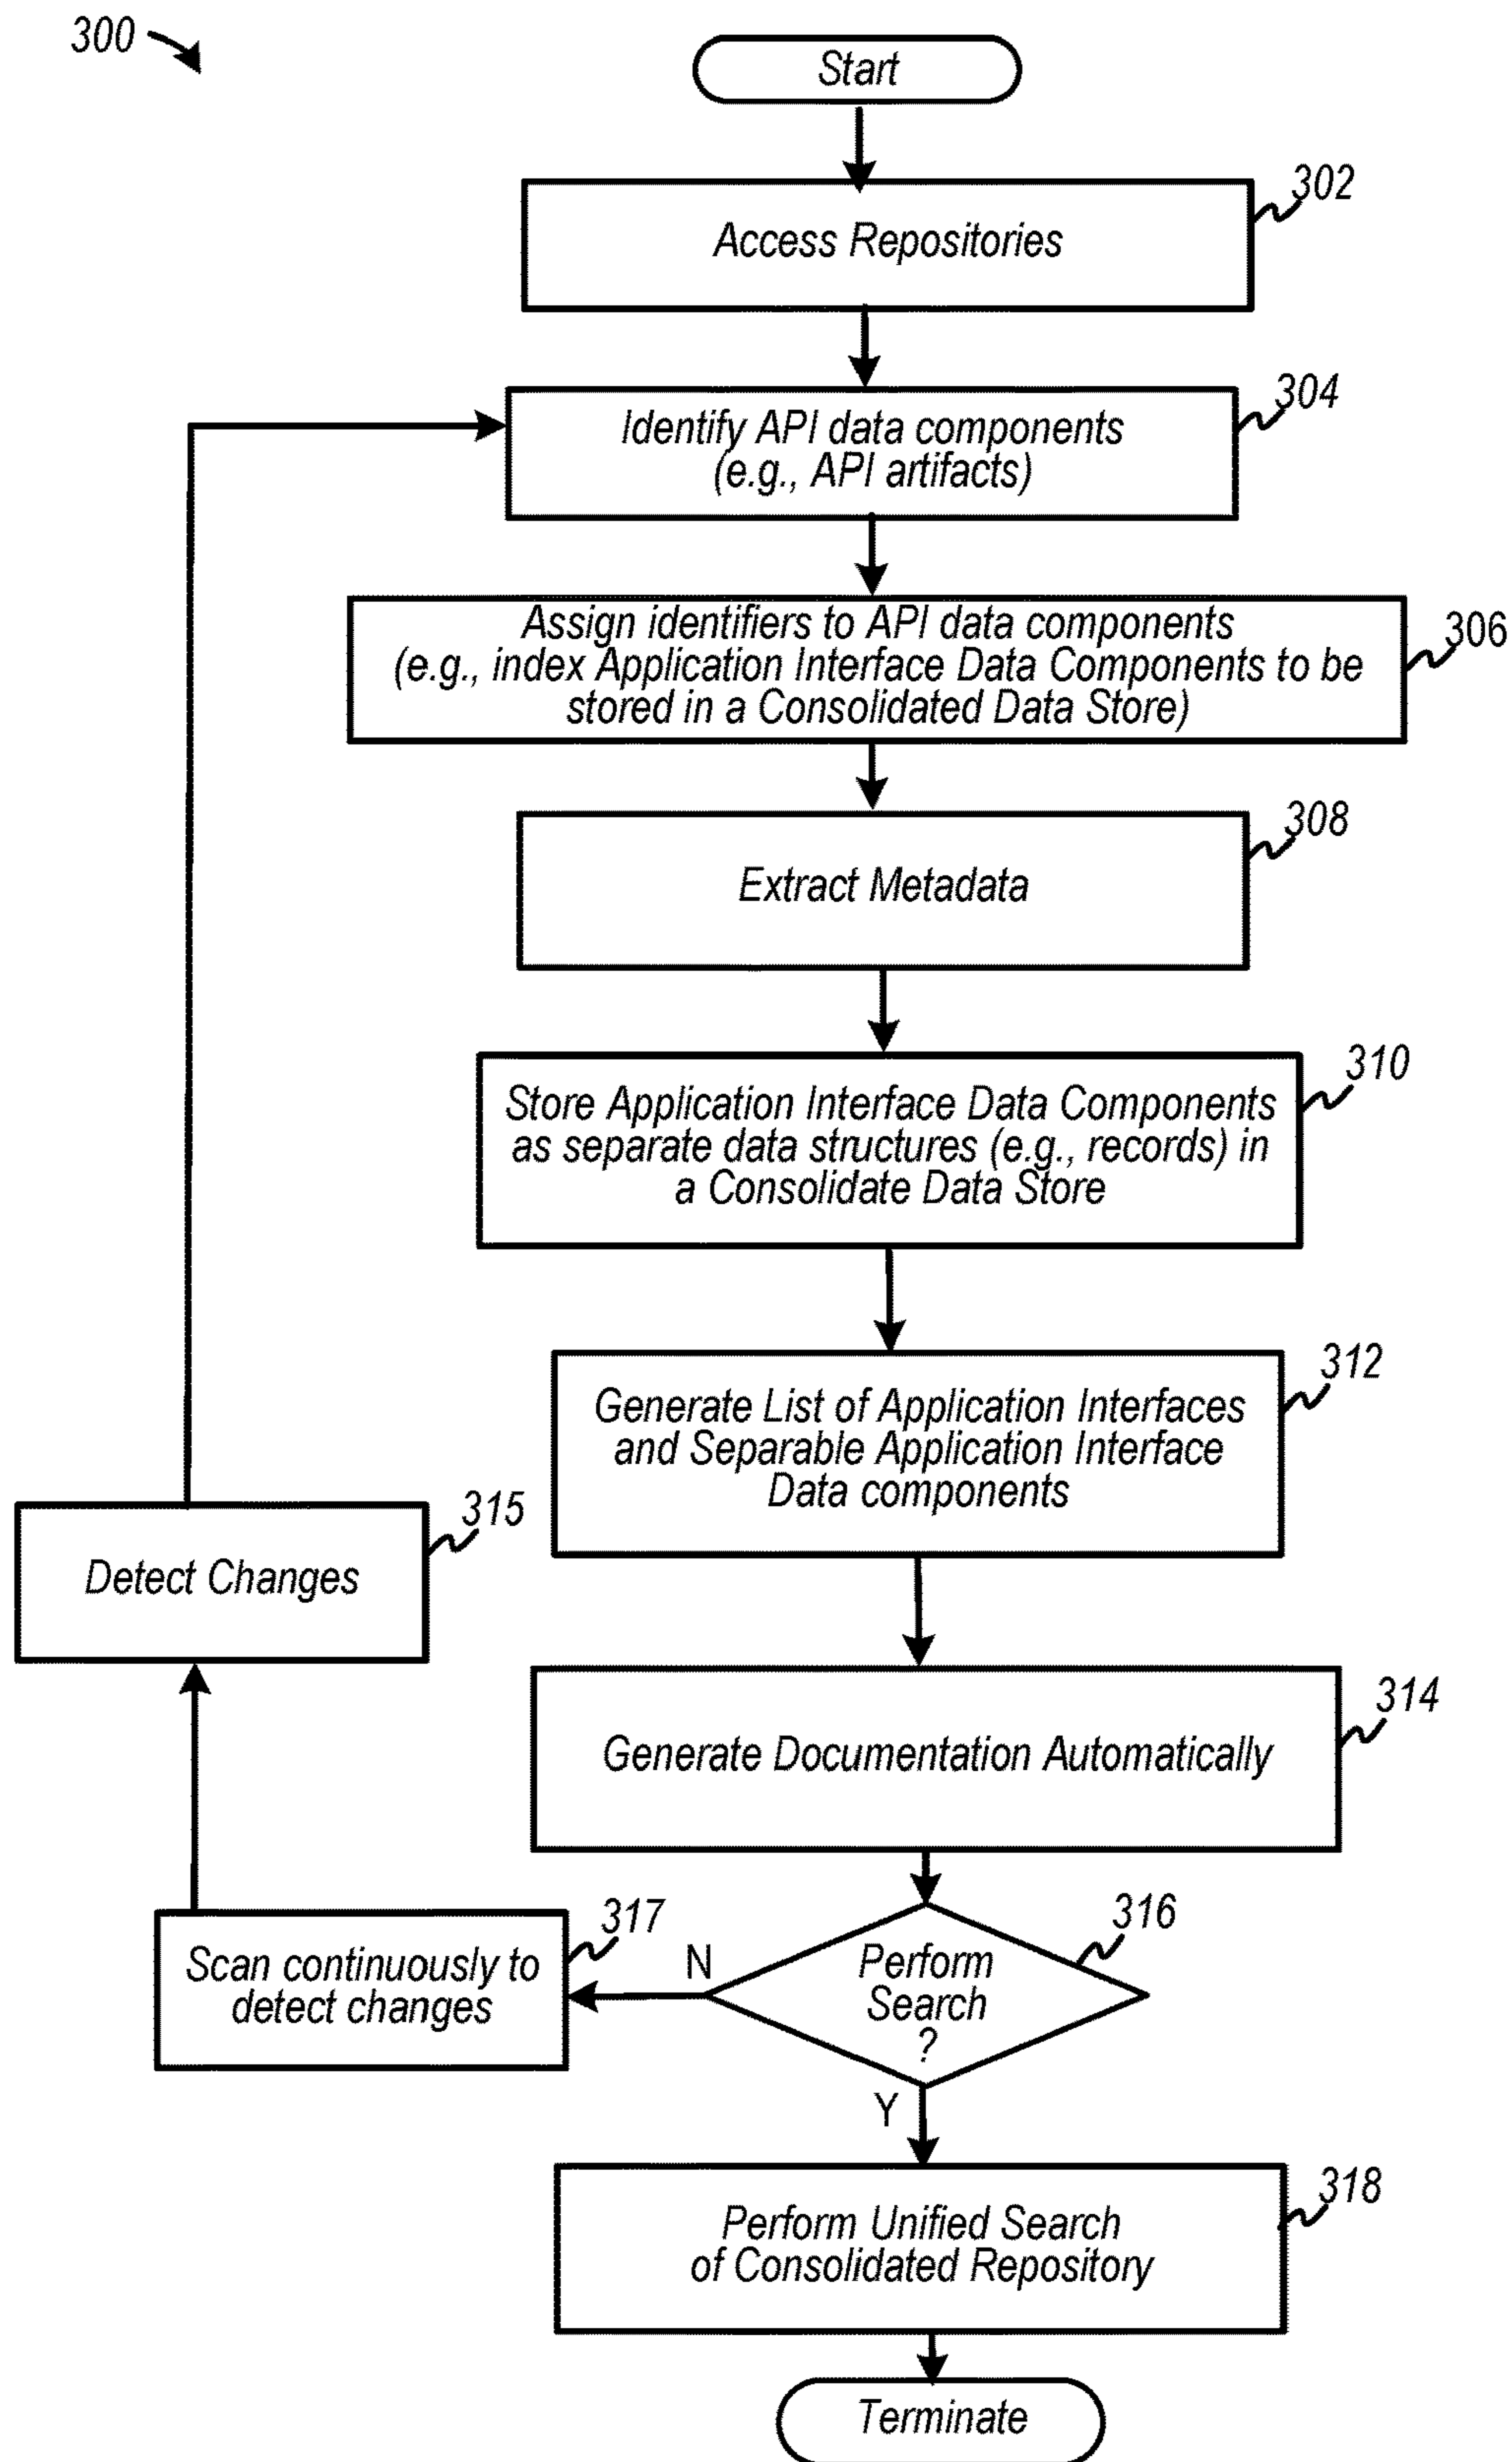 300
Start
302
Access Repositories
304
Identify API data components
(e.g., API artifacts)
306
Assign identifiers to API data components
(e.g., index Application Interface Data Components to be
stored in a Consolidated Data Store)
308
Extract Metadata
310
Store Application Interface Data Components
as separate data structures (e.g., records) in
a Consolidate Data Store
312
Generate List of Application Interfaces
and Separable Application Interface
Data components
315
Detect Changes
314
Generate Documentation Automatically
316
Perform
Search
?
N
317
Scan continuously to
detect changes
Y
318
Perform Unified Search
of Consolidated Repository
Terminate